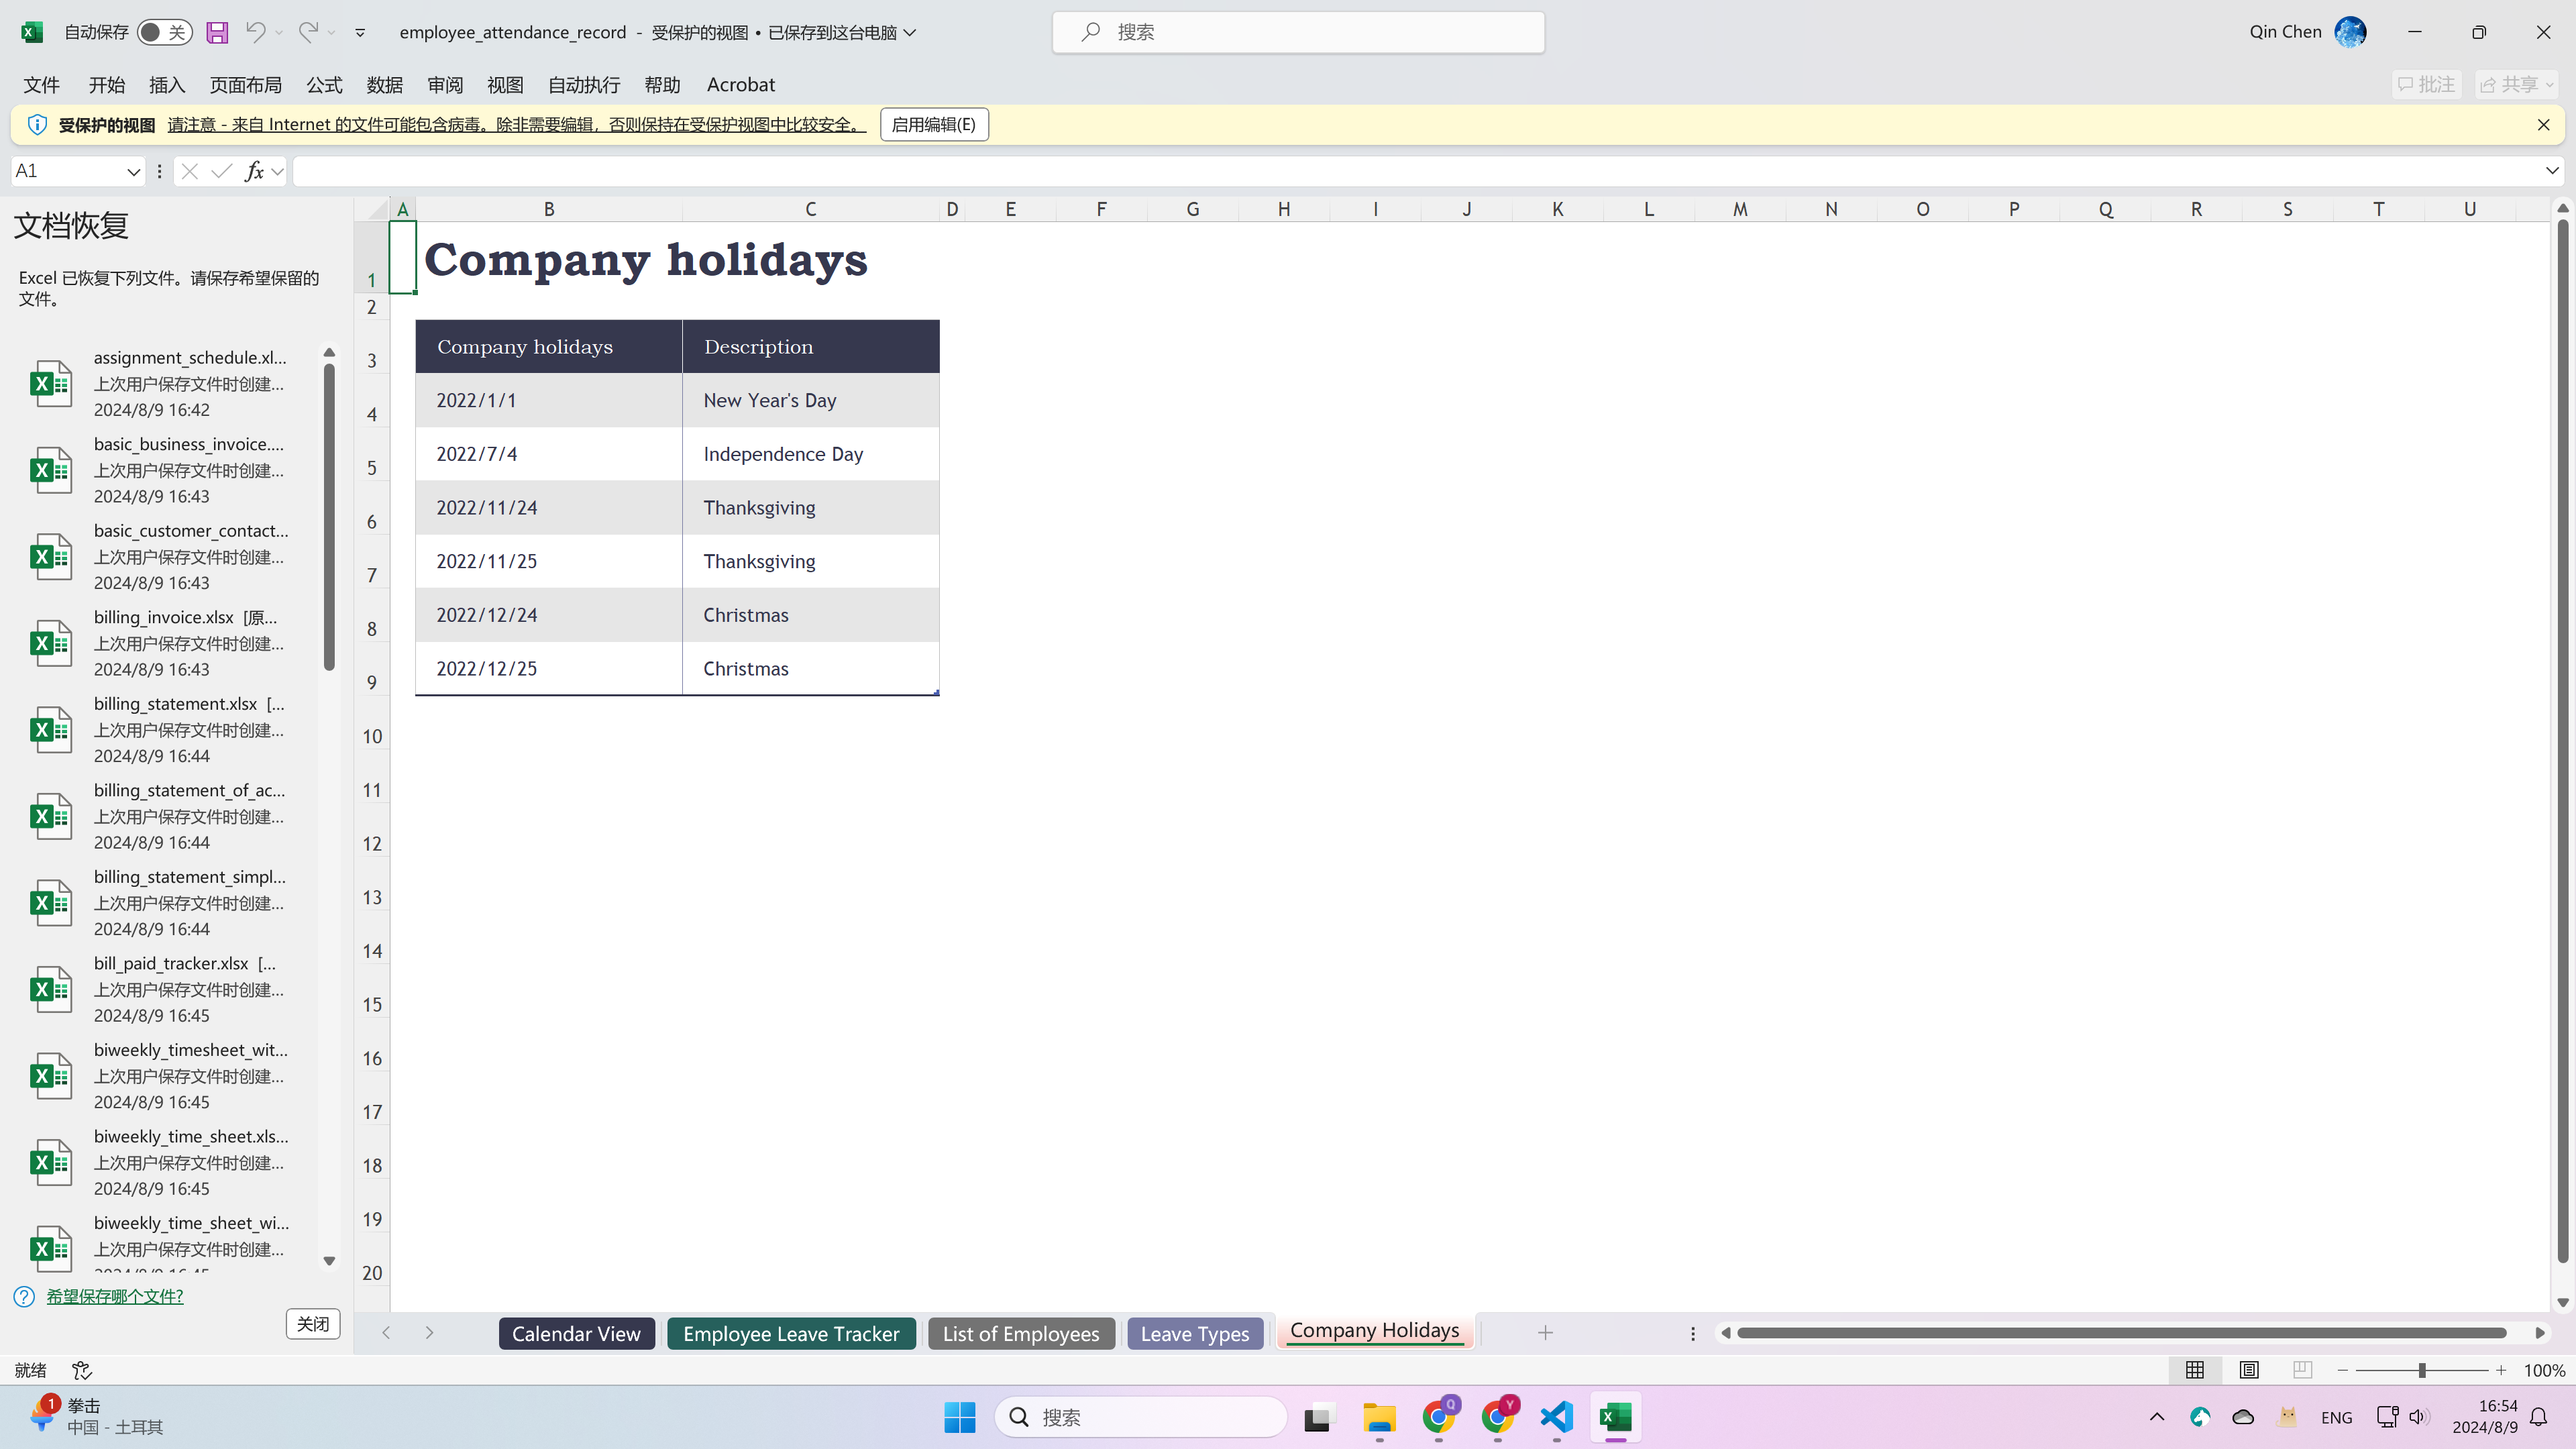 自动保存 关 employee_attendance_record - 受保护的视图 • 已保存到这台电脑 搜索 Qin Chen
文件 开始 插入 页面布局 公式 数据 审阅 视图 自动执行 帮助 Acrobat 批注 共享
受保护的视图 请注意 - 来自 Internet 的文件可能包含病毒。除非需要编辑，否则保持在受保护视图中比较安全。 启用编辑(E)
A1 fx
文档恢复
Excel 已恢复下列文件。请保存希望保留的
文件。
assignment_schedule.xl...
上次用户保存文件时创建...
2024/8/9 16:42
basic_business_invoice....
上次用户保存文件时创建...
2024/8/9 16:43
basic_customer_contact...
上次用户保存文件时创建...
2024/8/9 16:43
billing_invoice.xlsx [原...
上次用户保存文件时创建...
2024/8/9 16:43
billing_statement.xlsx [...
上次用户保存文件时创建...
2024/8/9 16:44
billing_statement_of_ac...
上次用户保存文件时创建...
2024/8/9 16:44
billing_statement_simpl...
上次用户保存文件时创建...
2024/8/9 16:44
bill_paid_tracker.xlsx [...
上次用户保存文件时创建...
2024/8/9 16:45
biweekly_timesheet_wit...
上次用户保存文件时创建...
2024/8/9 16:45
biweekly_time_sheet.xls...
上次用户保存文件时创建...
2024/8/9 16:45
biweekly_time_sheet_wi...
上次用户保存文件时创建...
2024/8/9 16:45
希望保存哪个文件?
关闭
A B C D E F G H I J K L M N O P Q R S T U
1 Company holidays
2
3 Company holidays Description
4 2022/1/1 New Year's Day
5 2022/7/4 Independence Day
6 2022/11/24 Thanksgiving
7 2022/11/25 Thanksgiving
8 2022/12/24 Christmas
9 2022/12/25 Christmas
10
11
12
13
14
15
16
17
18
19
20
Calendar View Employee Leave Tracker List of Employees Leave Types Company Holidays
就绪 100%
1 拳击
中国 - 土耳其
搜索
Q Y
ENG
16:54
2024/8/9